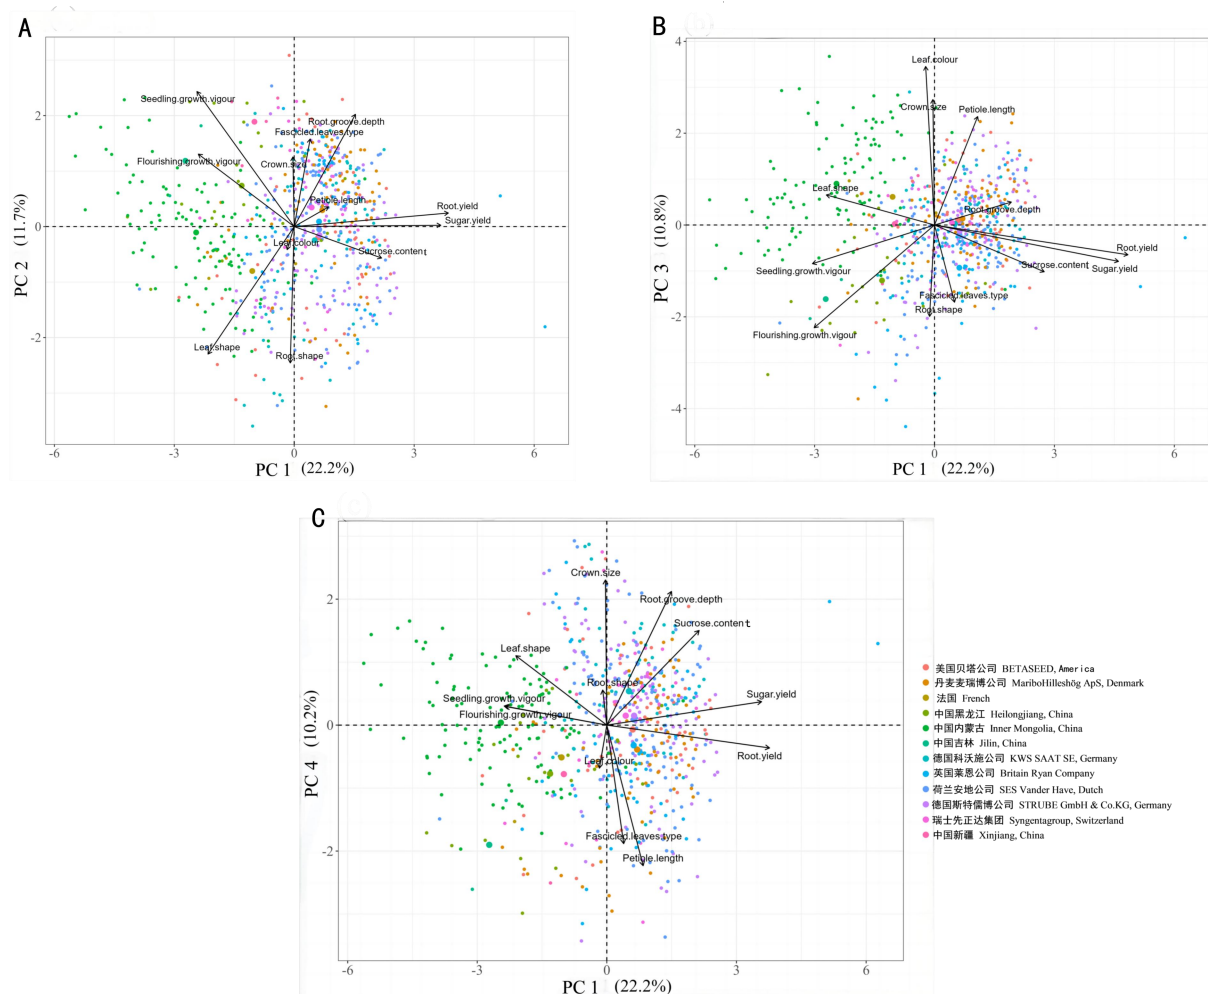 A
4
2
0
-2
PC 2 (11.7%)
Seedling.growth.vigour
Root.groove.depth
Fascicled.leaves.type
Flourishing.growth.vigour
Crown.size
Petiole.length
Root.yield
Sugar.yield
Leaf.colour
Sucrose.content
Leaf.shape
Root.shape
-6
-3
0
3
6
PC 1 (22.2%)
B
4
2
0
-2
-4
PC 3 (10.8%)
Leaf.colour
Crown.size
Petiole.length
Leaf.shape
Root.groove.depth
Root.yield
Sucrose.content
Sugar.yield
Seedling.growth.vigour
Fascicled.leaves.type
Root.shape
Flourishing.growth.vigour
-6
-3
0
3
6
PC 1 (22.2%)
C
2
0
-2
PC 4 (10.2%)
Crown.size
Root.groove.depth
Sucrose.content
Leaf.shape
Root.shape
Sugar.yield
Seedling.growth.vigour
Flourishing.growth.vigour
Root.yield
Leaf.colour
Fascicled.leaves.type
Petiole.length
-6
-3
0
3
6
PC 1 (22.2%)
美国贝塔公司 BETASEED, America
丹麦麦瑞博公司 MariboHilleshög ApS, Denmark
法国 French
中国黑龙江 Heilongjiang, China
中国内蒙古 Inner Mongolia, China
中国吉林 Jilin, China
德国科沃施公司 KWS SAAT SE, Germany
英国莱恩公司 Britain Ryan Company
荷兰安地公司 SES Vander Have, Dutch
德国斯特儒博公司 STRUBE GmbH & Co.KG, Germany
瑞士先正达集团 Syngentagroup, Switzerland
中国新疆 Xinjiang, China